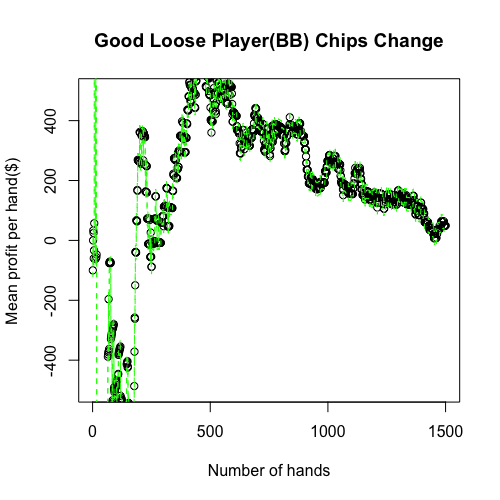 Good Loose Player(BB) Chips Change
Mean profit per hand($)
400
200
0
-200
-400
0 500 1000 1500
Number of hands